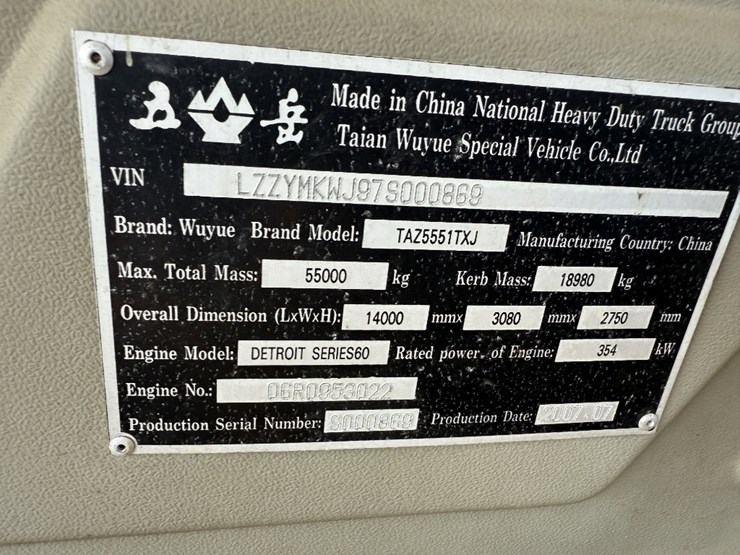 五岳 Made in China National Heavy Duty Truck Group
Taian Wuyue Special Vehicle Co.,Ltd
VIN LZZYMKWJ97S000869
Brand: Wuyue Brand Model: TAZ5551TXJ Manufacturing Country: China
Max. Total Mass: 55000 kg Kerb Mass: 18980 kg
Overall Dimension (LxWxH): 14000 mmx 3080 mmx 2750 mm
Engine Model: DETROIT SERIES60 Rated power of Engine: 354 kW
Engine No.: 06R0953022
Production Serial Number: S000869 Production Date: 2007.07